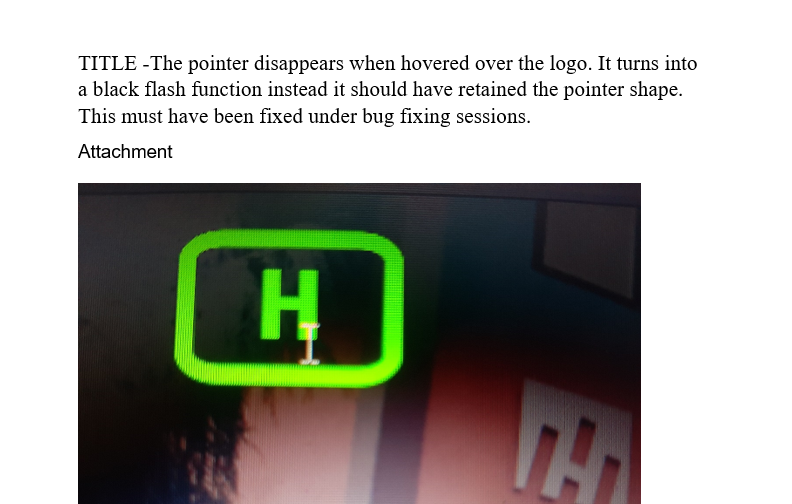 TITLE -The pointer disappears when hovered over the logo. It turns into
a black flash function instead it should have retained the pointer shape.
This must have been fixed under bug fixing sessions.
Attachment
H